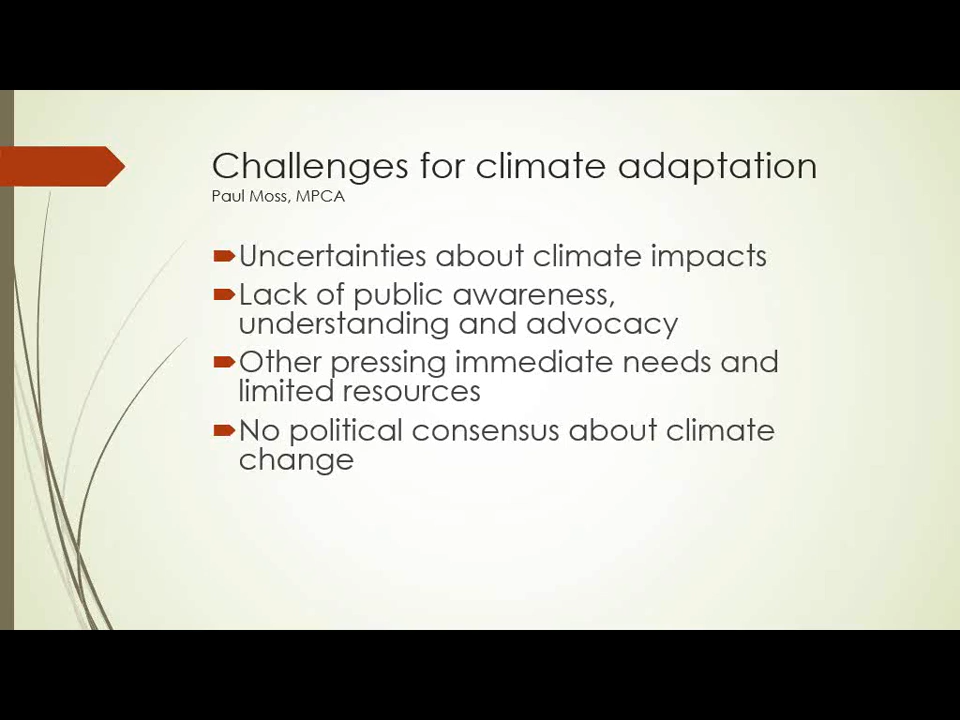 Challenges for climate adaptation
Paul Moss, MPCA
Uncertainties about climate impacts
Lack of public awareness,
understanding and advocacy
Other pressing immediate needs and
limited resources
No political consensus about climate
change